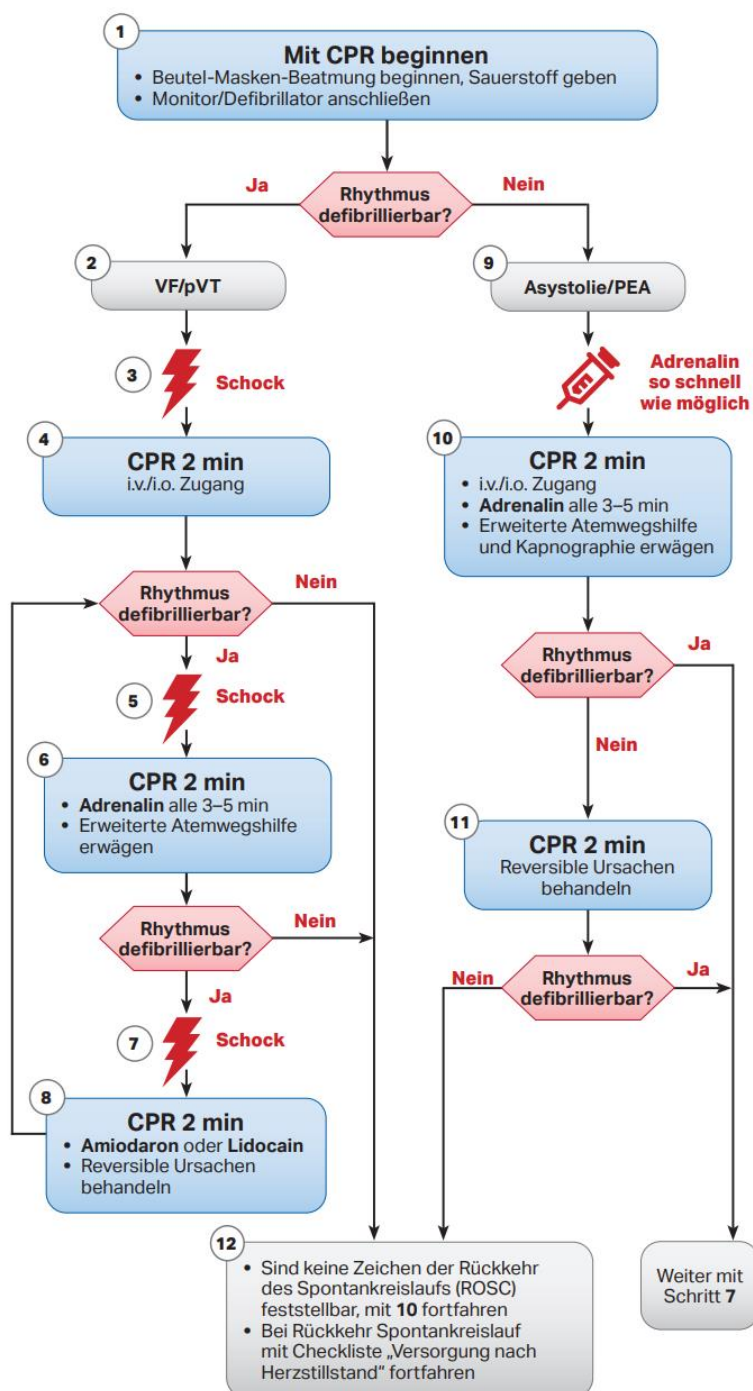 1
Mit CPR beginnen
• Beutel-Masken-Beatmung beginnen, Sauerstoff geben
• Monitor/Defibrillator anschließen
Ja
Rhythmus
defibrillierbar?
Nein
2
VF/pVT
3
Schock
4
CPR 2 min
i.v./i.o. Zugang
Rhythmus
defibrillierbar?
Nein
Ja
5
Schock
6
CPR 2 min
• Adrenalin alle 3–5 min
• Erweiterte Atemwegshilfe
erwägen
Rhythmus
defibrillierbar?
Nein
Ja
7
Schock
8
CPR 2 min
• Amiodaron oder Lidocain
• Reversible Ursachen
behandeln
9
Asystolie/PEA
Adrenalin
so schnell
wie möglich
10
CPR 2 min
• i.v./i.o. Zugang
• Adrenalin alle 3–5 min
• Erweiterte Atemwegshilfe
und Kapnographie erwägen
Rhythmus
defibrillierbar?
Ja
Nein
11
CPR 2 min
Reversible Ursachen
behandeln
Nein
Rhythmus
defibrillierbar?
Ja
12
• Sind keine Zeichen der Rückkehr
des Spontankreislaufs (ROSC)
feststellbar, mit 10 fortfahren
• Bei Rückkehr Spontankreislauf
mit Checkliste „Versorgung nach
Herzstillstand“ fortfahren
Weiter mit
Schritt 7